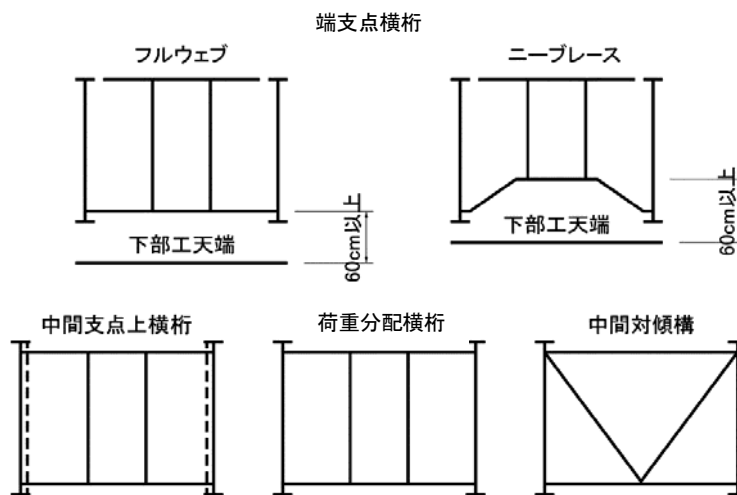 端支点横桁
フルウェブ
ニーブレース
60cm以上
下部工天端
60cm以上
下部工天端
中間支点上横桁
荷重分配横桁
中間対傾構